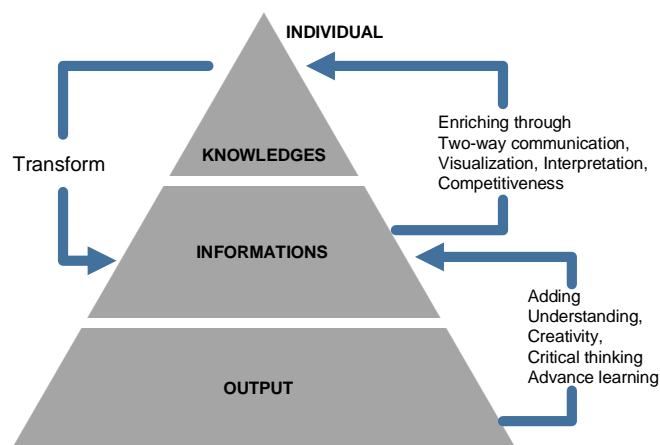 INDIVIDUAL
KNOWLEDGES
Transform
Enriching through
Two-way communication,
Visualization, Interpretation,
Competitiveness
INFORMATIONS
Adding
Understanding,
Creativity,
Critical thinking
Advance learning
OUTPUT